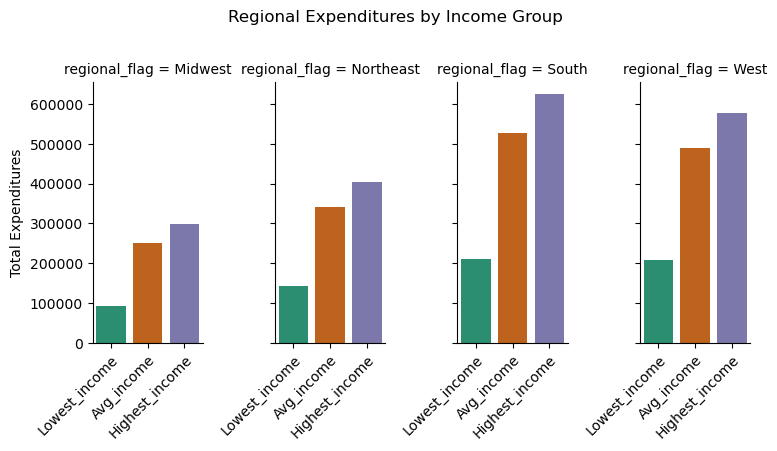 Regional Expenditures by Income Group
regional_flag = Midwest
regional_flag = Northeast
regional_flag = South
regional_flag = West
Total Expenditures
600000
500000
400000
300000
200000
100000
0
Lowest_income
Avg_income
Highest_income
Lowest_income
Avg_income
Highest_income
Lowest_income
Avg_income
Highest_income
Lowest_income
Avg_income
Highest_income